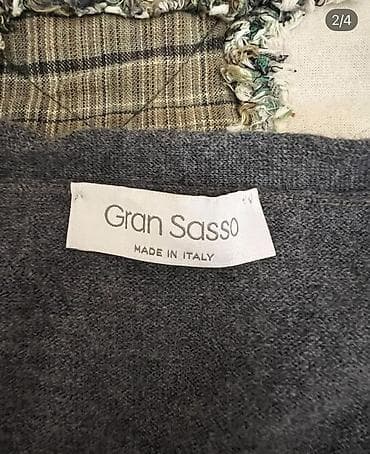 2/4
Gran Sasso
MADE IN ITALY